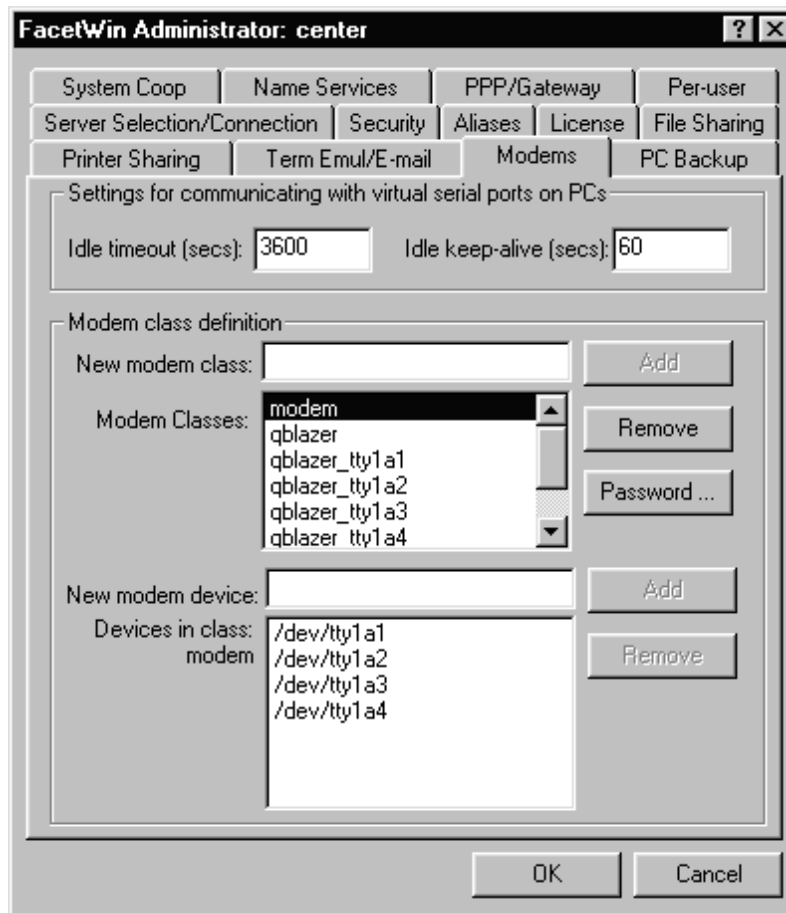 FacetWin Administrator: center
System Coop Name Services PPP/Gateway Per-user
Server Selection/Connection Security Aliases License File Sharing
Printer Sharing Term Emul/E-mail Modems PC Backup
Settings for communicating with virtual serial ports on PCs
Idle timeout (secs): 3600 Idle keep-alive (secs): 60
Modem class definition
New modem class: Add
Modem Classes: modem Remove
qblazer
qblazer_tty1a1
qblazer_tty1a2 Password ...
qblazer_tty1a3
qblazer_tty1a4
New modem device: Add
Devices in class: /dev/tty1a1
modem /dev/tty1a2 Remove
/dev/tty1a3
/dev/tty1a4
OK Cancel